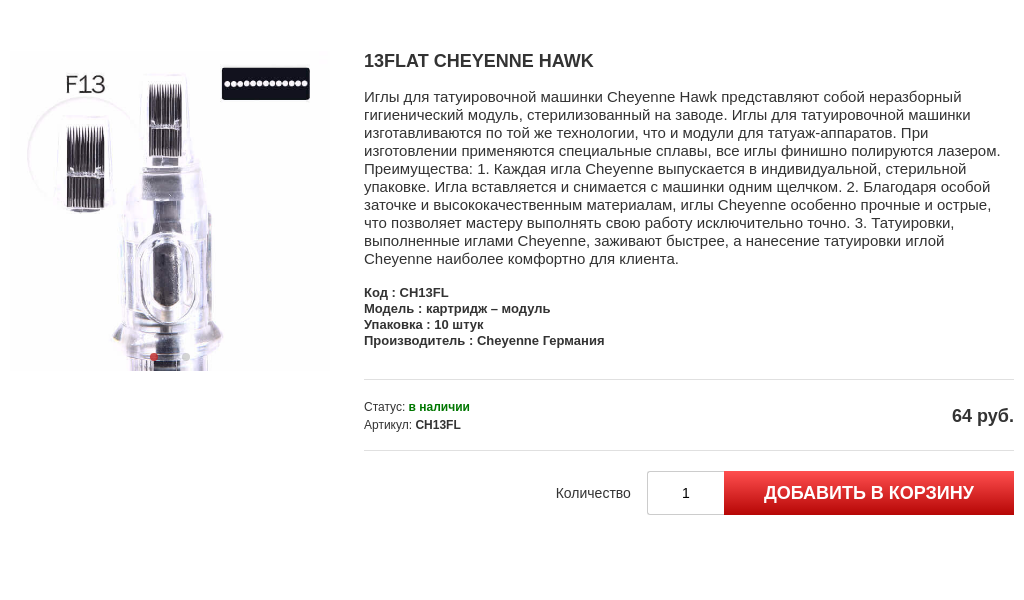 F13
13FLAT CHEYENNE HAWK
Иглы для татуировочной машинки Cheyenne Hawk представляют собой неразборный
гигиенический модуль, стерилизованный на заводе. Иглы для татуировочной машинки
изготавливаются по той же технологии, что и модули для татуаж-аппаратов. При
изготовлении применяются специальные сплавы, все иглы финишно полируются лазером.
Преимущества: 1. Каждая игла Cheyenne выпускается в индивидуальной, стерильной
упаковке. Игла вставляется и снимается с машинки одним щелчком. 2. Благодаря особой
заточке и высококачественным материалам, иглы Cheyenne особенно прочные и острые,
что позволяет мастеру выполнять свою работу исключительно точно. 3. Татуировки,
выполненные иглами Cheyenne, заживают быстрее, а нанесение татуировки иглой
Cheyenne наиболее комфортно для клиента.
Код : CH13FL
Модель : картридж – модуль
Упаковка : 10 штук
Производитель : Cheyenne Германия
Статус: в наличии
Артикул: CH13FL
64 руб.
Количество 1 ДОБАВИТЬ В КОРЗИНУ